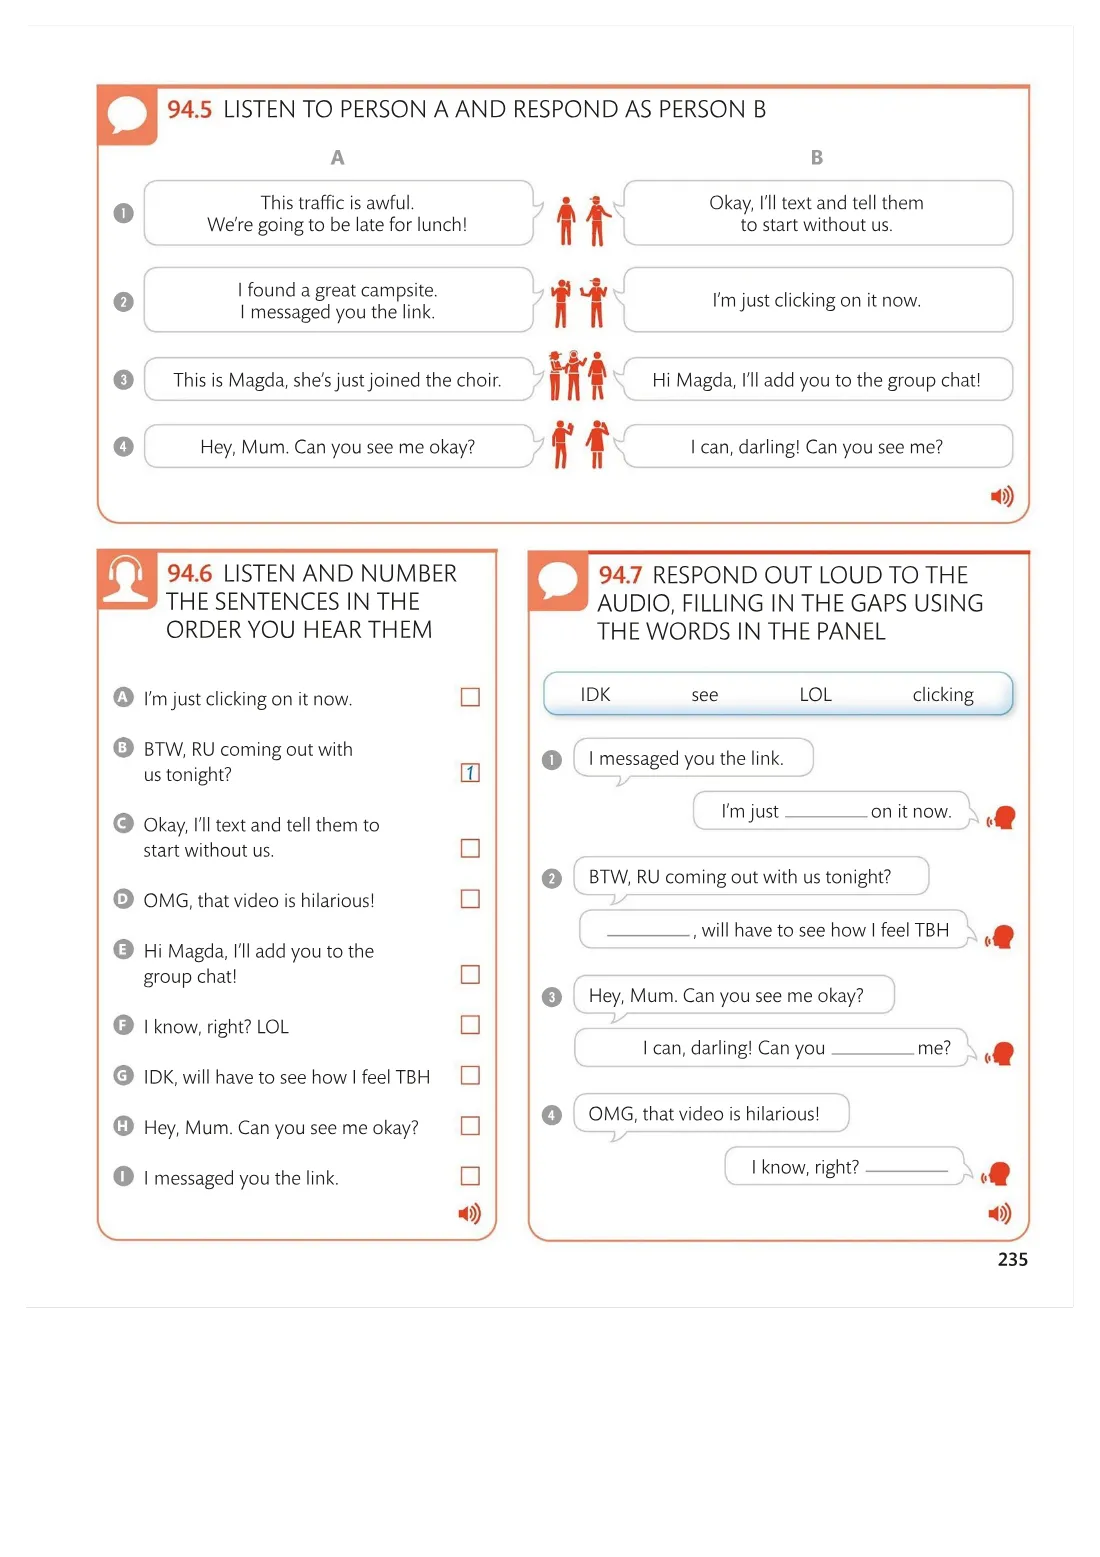 94.5 LISTEN TO PERSON A AND RESPOND AS PERSON B
A
B
1
This traffic is awful.
We're going to be late for lunch!
Okay, I'll text and tell them
to start without us.
2
I found a great campsite.
I messaged you the link.
I'm just clicking on it now.
3
This is Magda, she's just joined the choir.
Hi Magda, I'll add you to the group chat!
4
Hey, Mum. Can you see me okay?
I can, darling! Can you see me?
94.6 LISTEN AND NUMBER
THE SENTENCES IN THE
ORDER YOU HEAR THEM
A I'm just clicking on it now.
B BTW, RU coming out with
us tonight? 1
C Okay, I'll text and tell them to
start without us.
D OMG, that video is hilarious!
E Hi Magda, I'll add you to the
group chat!
F I know, right? LOL
G IDK, will have to see how I feel TBH
H Hey, Mum. Can you see me okay?
I I messaged you the link.
94.7 RESPOND OUT LOUD TO THE
AUDIO, FILLING IN THE GAPS USING
THE WORDS IN THE PANEL
IDK see LOL clicking
1 I messaged you the link.
I'm just ________ on it now.
2 BTW, RU coming out with us tonight?
________, will have to see how I feel TBH
3 Hey, Mum. Can you see me okay?
I can, darling! Can you ________ me?
4 OMG, that video is hilarious!
I know, right? ________
235